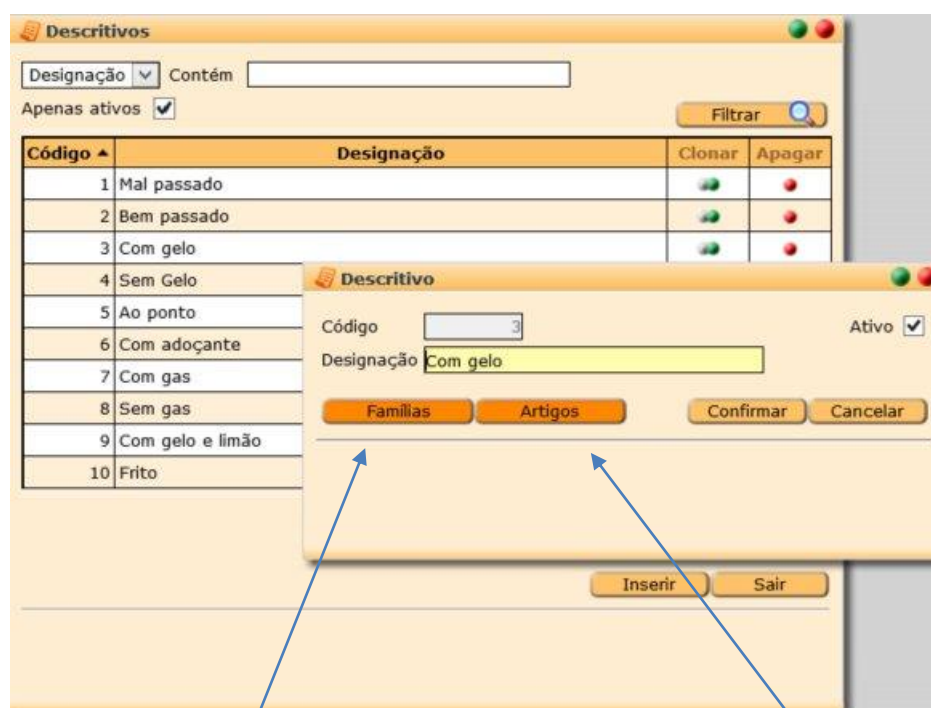 Descritivos
Designação Contém
Apenas ativos
Filtrar
Código Designação Clonar Apagar
1 Mal passado
2 Bem passado
3 Com gelo
4 Sem Gelo
5 Ao ponto
6 Com adoçante
7 Com gas
8 Sem gas
9 Com gelo e limão
10 Frito
Descritivo
Código 3 Ativo
Designação Com gelo
Famílias Artigos Confirmar Cancelar
Inserir Sair